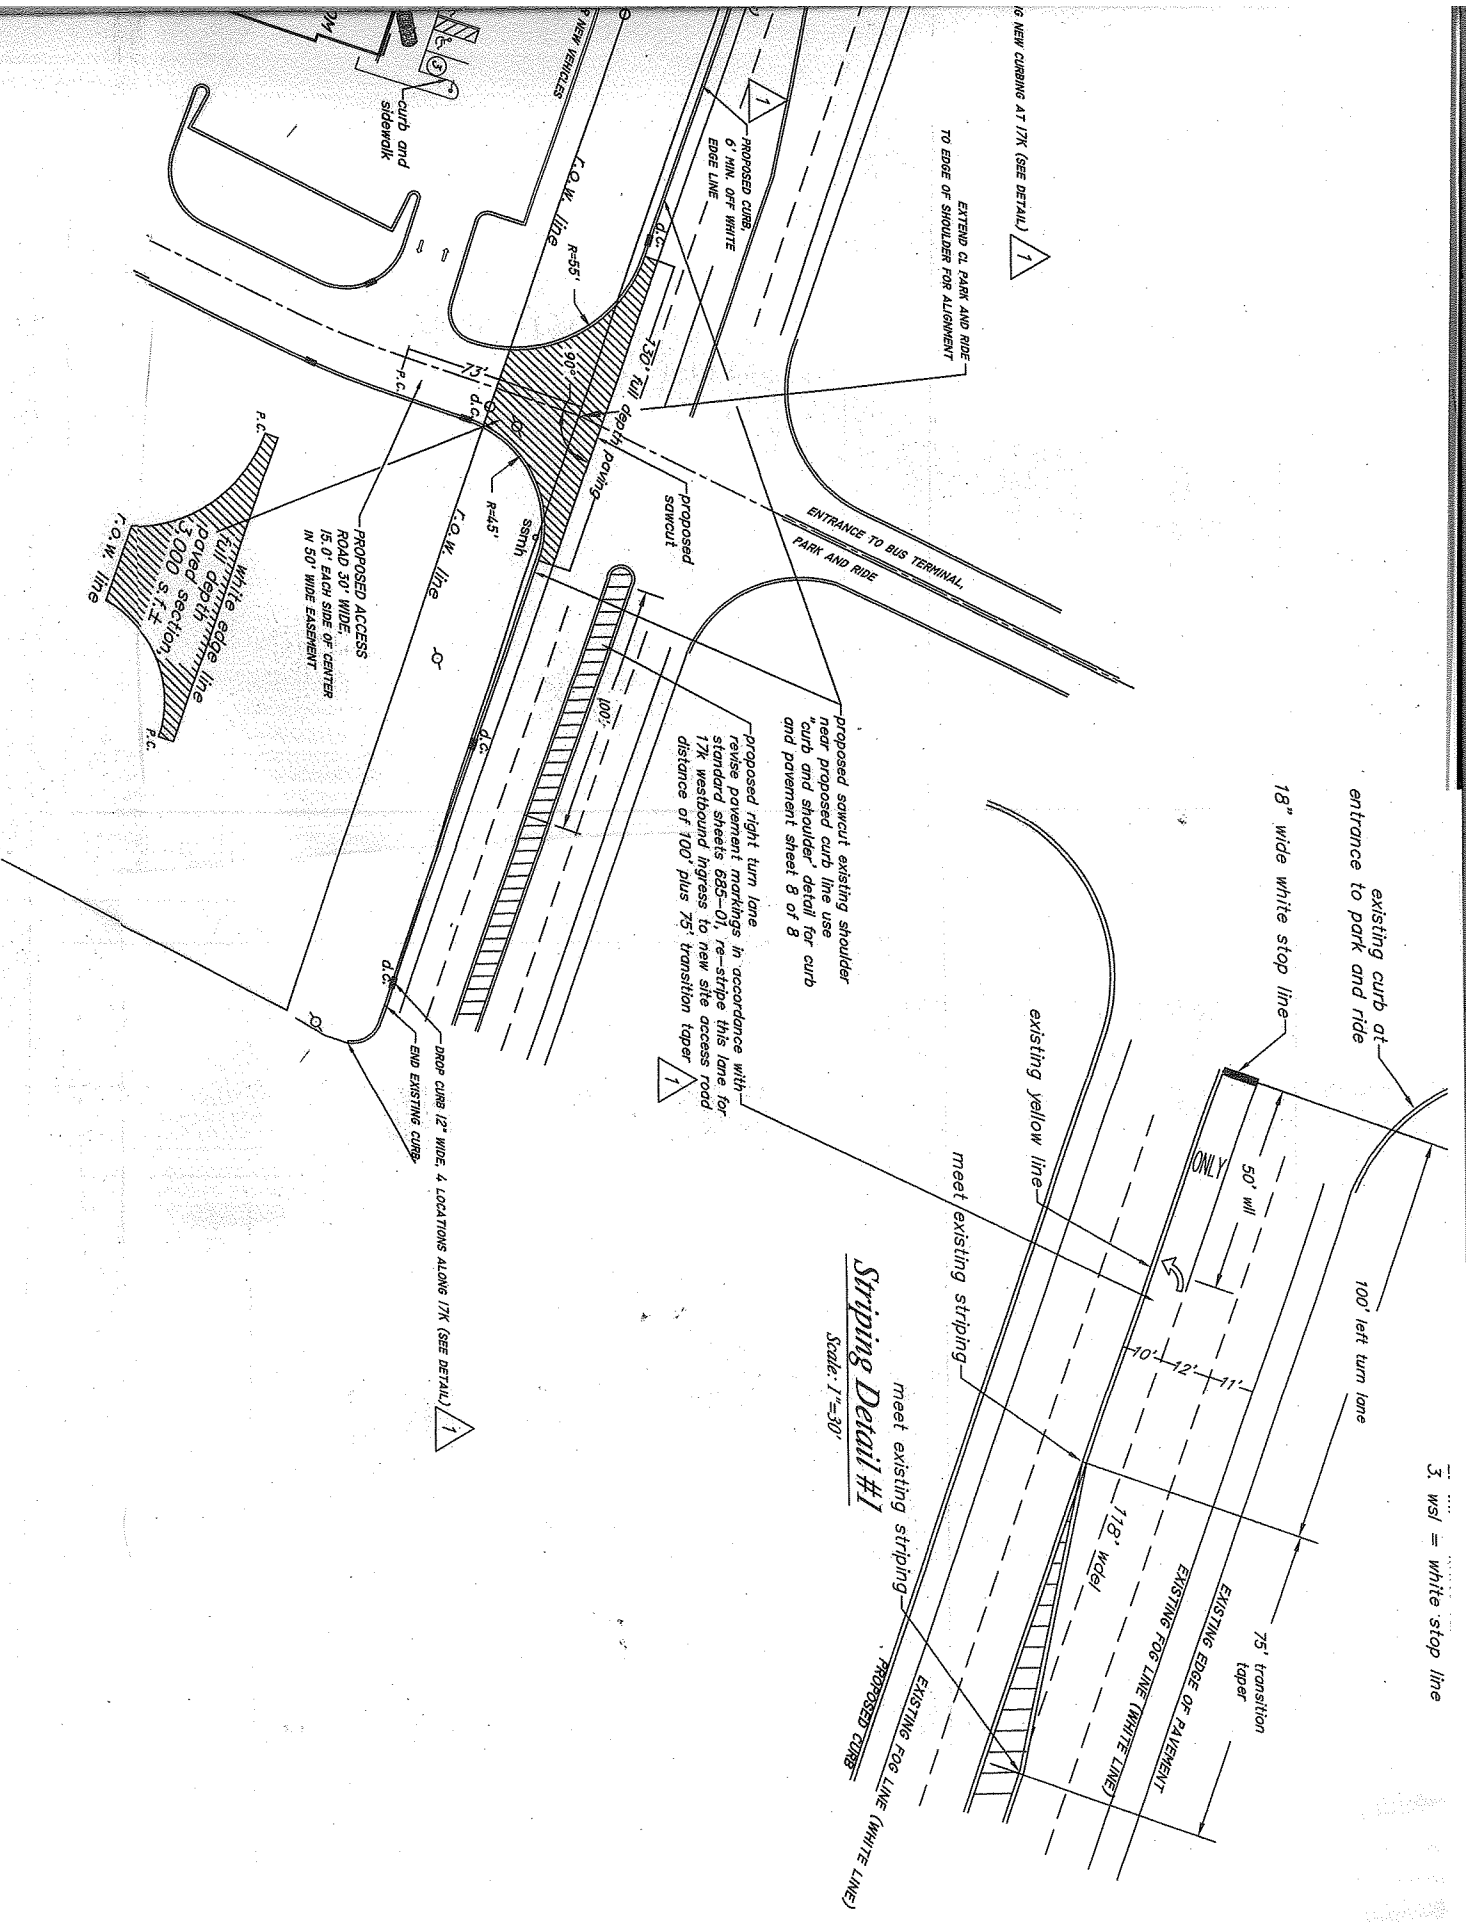 3. wsl = white stop line
existing curb at
entrance to park and ride
18" wide white stop line
100' left turn lane
75' transition
taper
50' wll
ONLY
10'
12'
11'
118' wdel
EXISTING EDGE OF PAVEMENT
EXISTING FOG LINE (WHITE LINE)
existing yellow line
meet existing striping
meet existing striping
EXISTING FOG LINE (WHITE LINE)
PROPOSED CURB
Striping Detail #1
Scale: 1"=30'
G NEW CURBING AT 17K (SEE DETAIL)
1
EXTEND CL PARK AND RIDE
TO EDGE OF SHOULDER FOR ALIGNMENT
ENTRANCE TO BUS TERMINAL,
PARK AND RIDE
1
PROPOSED CURB,
6' MIN. OFF WHITE
EDGE LINE
proposed sawcut existing shoulder
near proposed curb line use
"curb and shoulder" detail for curb
and pavement sheet 8 of 8
proposed right turn lane
revise pavement markings in accordance with
standard sheets 685-01, re-stripe this lane for
17k westbound ingress to new site access road
distance of 100' plus 75' transition taper
1
proposed
sawcut
130' full depth paving
90°
100'
d.c.
R=55'
r.o.w. line
NEW VEHICLES
3
curb and
sidewalk
73'
P.C.
d.c.
R=45'
ssmh
r.o.w. line
d.c.
d.c.
DROP CURB 12" WIDE, 4 LOCATIONS ALONG 17K (SEE DETAIL)
1
END EXISTING CURB
PROPOSED ACCESS
ROAD 30' WIDE,
15.0' EACH SIDE OF CENTER
IN 50' WIDE EASEMENT
P.C.
white edge line
full depth
paved section,
3,000 s.f.±
r.o.w. line
P.C.